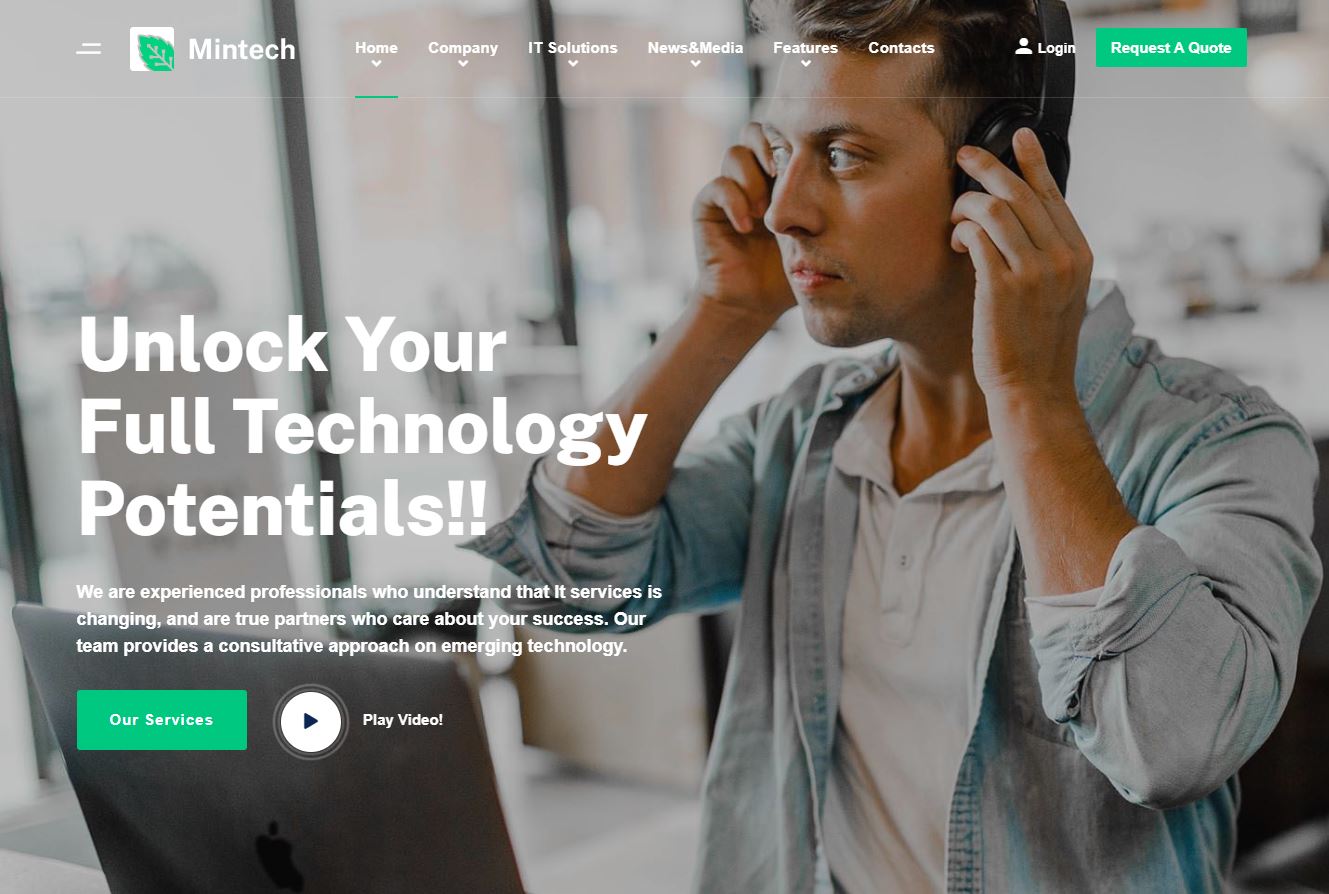 Mintech
Home
Company
IT Solutions
News&Media
Features
Contacts
Login
Request A Quote
Unlock Your
Full Technology
Potentials!!
We are experienced professionals who understand that It services is
changing, and are true partners who care about your success. Our
team provides a consultative approach on emerging technology.
Our Services
Play Video!